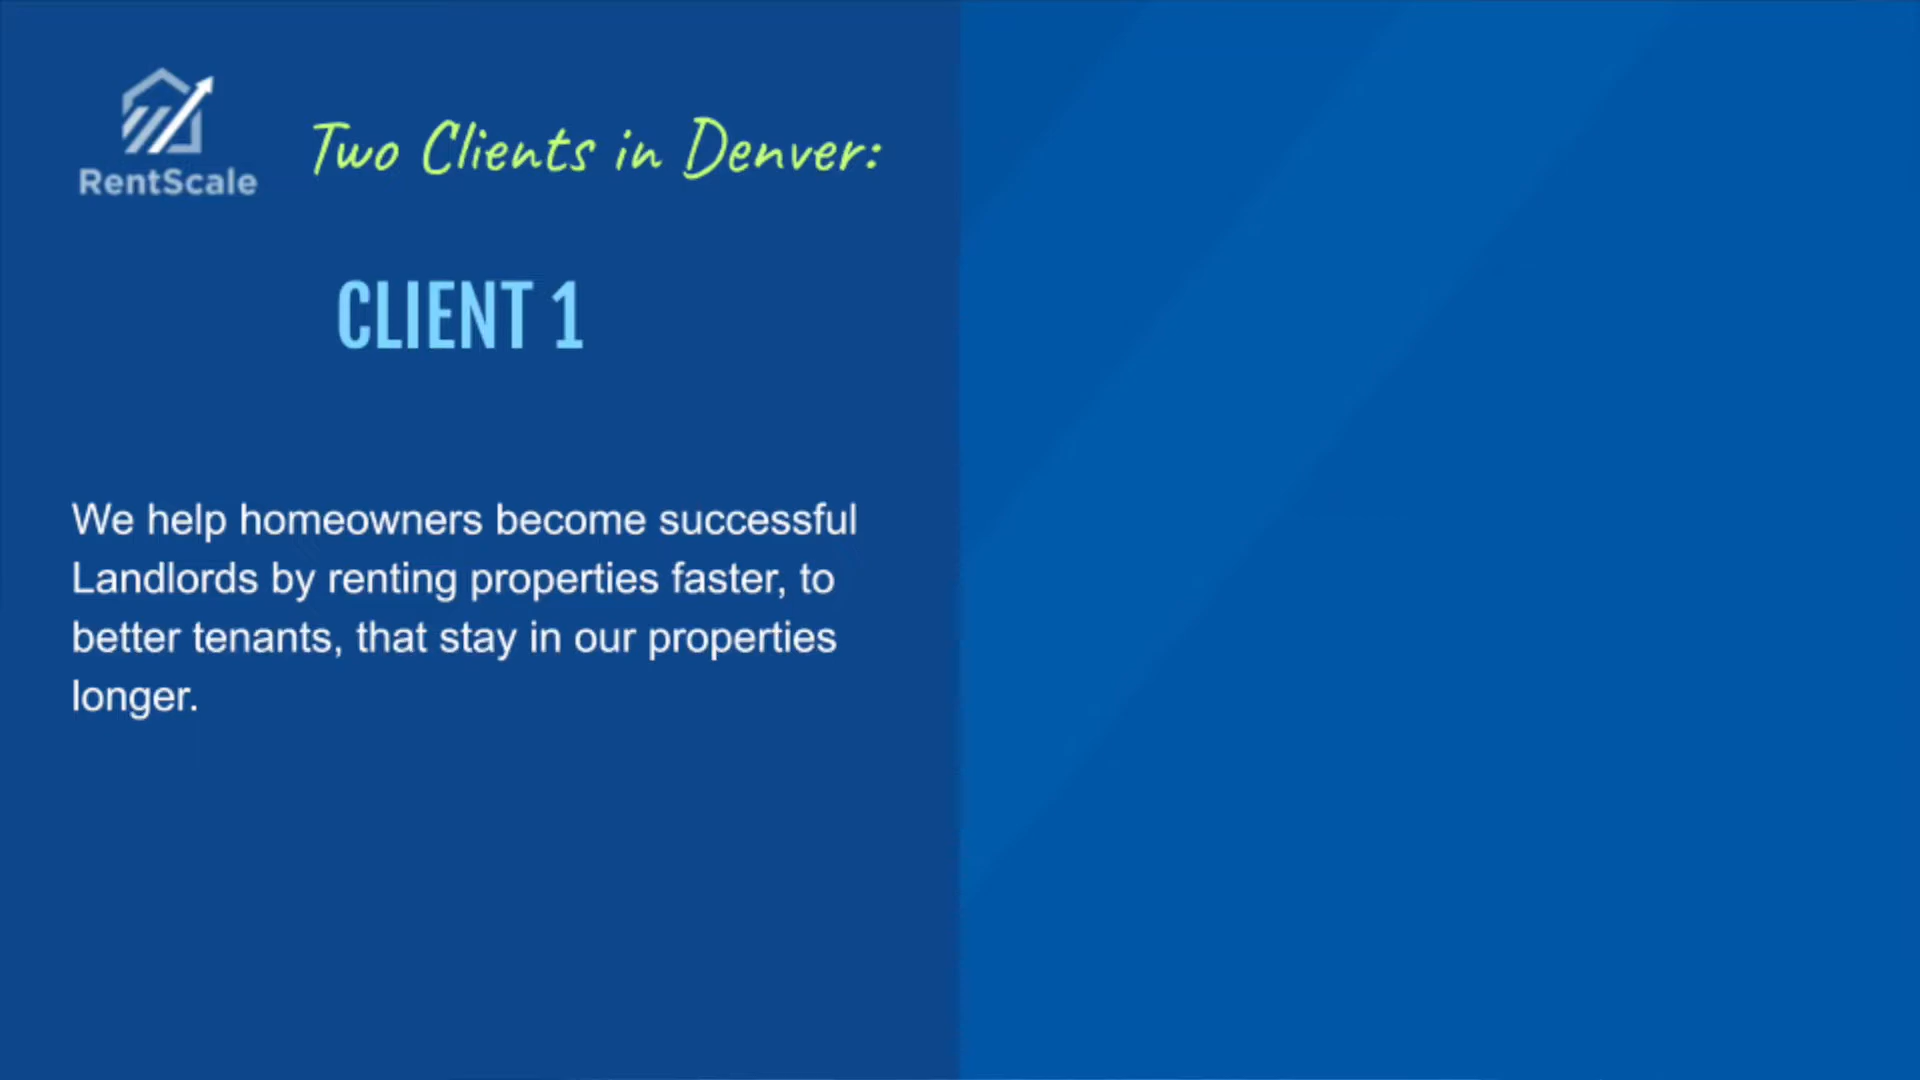 RentScale
Two Clients in Denver:
CLIENT 1
We help homeowners become successful
Landlords by renting properties faster, to
better tenants, that stay in our properties
longer.